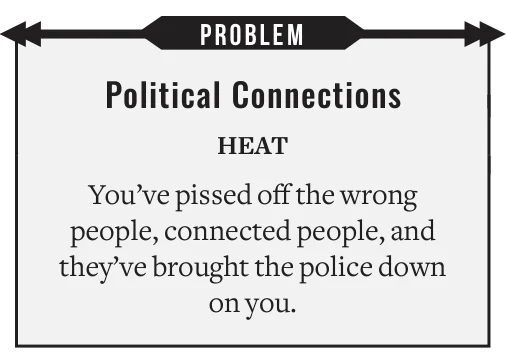 PROBLEM
Political Connections
HEAT
You’ve pissed off the wrong
people, connected people, and
they’ve brought the police down
on you.